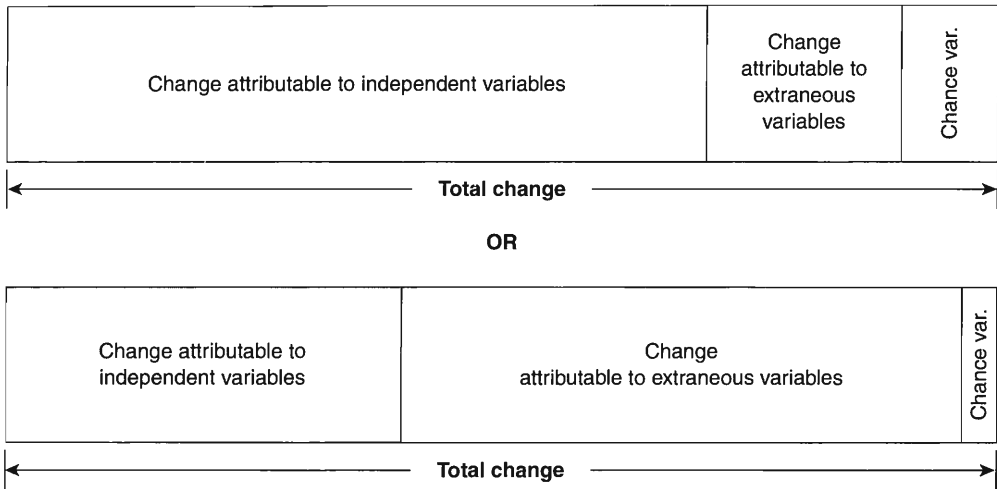 Change attributable to independent variables
Change
attributable to
extraneous
variables
Chance var.
Total change
OR
Change attributable to
independent variables
Change
attributable to extraneous variables
Chance var.
Total change